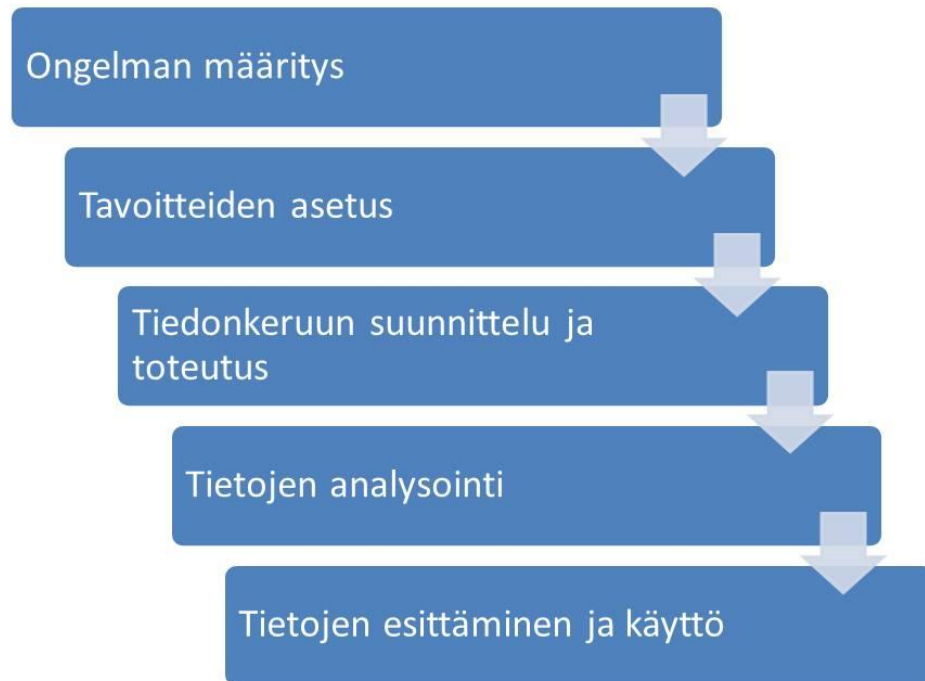 Ongelman määritys
Tavoitteiden asetus
Tiedonkeruun suunnittelu ja
toteutus
Tietojen analysointi
Tietojen esittäminen ja käyttö